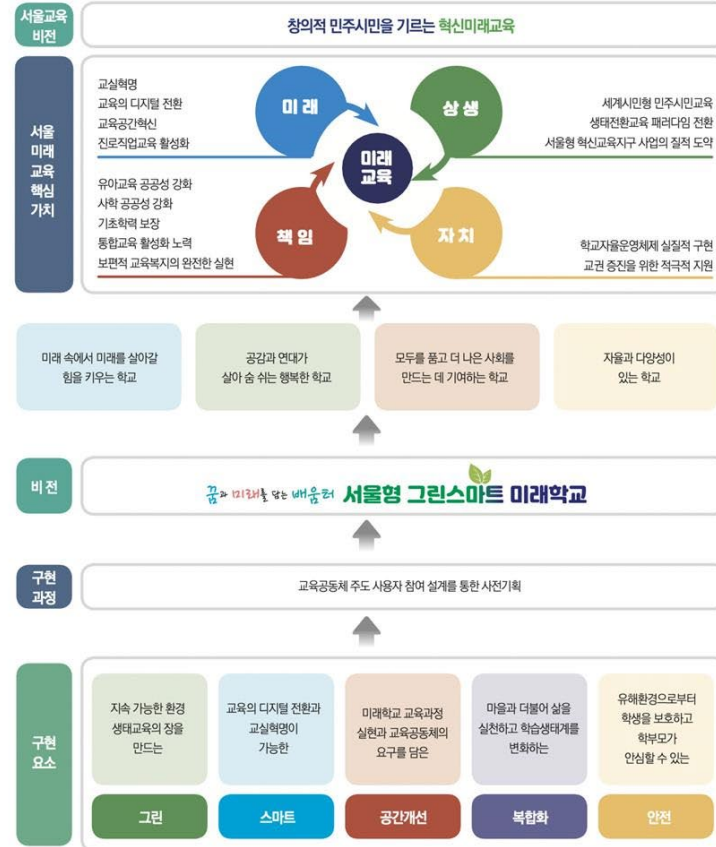 서울교육
비전
창의적 민주시민을 기르는 혁신미래교육
서울
미래
교육
핵심
가치
교실혁명
교육의 디지털 전환
교육공간혁신
진로직업교육 활성화
미래
상생
세계시민형 민주시민교육
생태전환교육 패러다임 전환
서울형 혁신교육지구 사업의 질적 도약
미래
교육
유아교육 공공성 강화
사학 공공성 강화
기초학력 보장
통합교육 활성화 노력
보편적 교육복지의 완전한 실현
책임
자치
학교자율운영체제 실질적 구현
교권 증진을 위한 적극적 지원
미래 속에서 미래를 살아갈
힘을 키우는 학교
공감과 연대가
살아 숨 쉬는 행복한 학교
모두를 품고 더 나은 사회를
만드는 데 기여하는 학교
자율과 다양성이
있는 학교
비전
꿈과 미래를 담는 배움터 서울형 그린스마트 미래학교
구현
과정
교육공동체 주도 사용자 참여 설계를 통한 사전기획
구현
요소
지속 가능한 환경
생태교육의 장을
만드는
그린
교육의 디지털 전환과
교실혁명이
가능한
스마트
미래학교 교육과정
실현과 교육공동체의
요구를 담은
공간개선
마을과 더불어 삶을
실천하고 학습생태계를
변화하는
복합화
유해환경으로부터
학생을 보호하고
학부모가
안심할 수 있는
안전